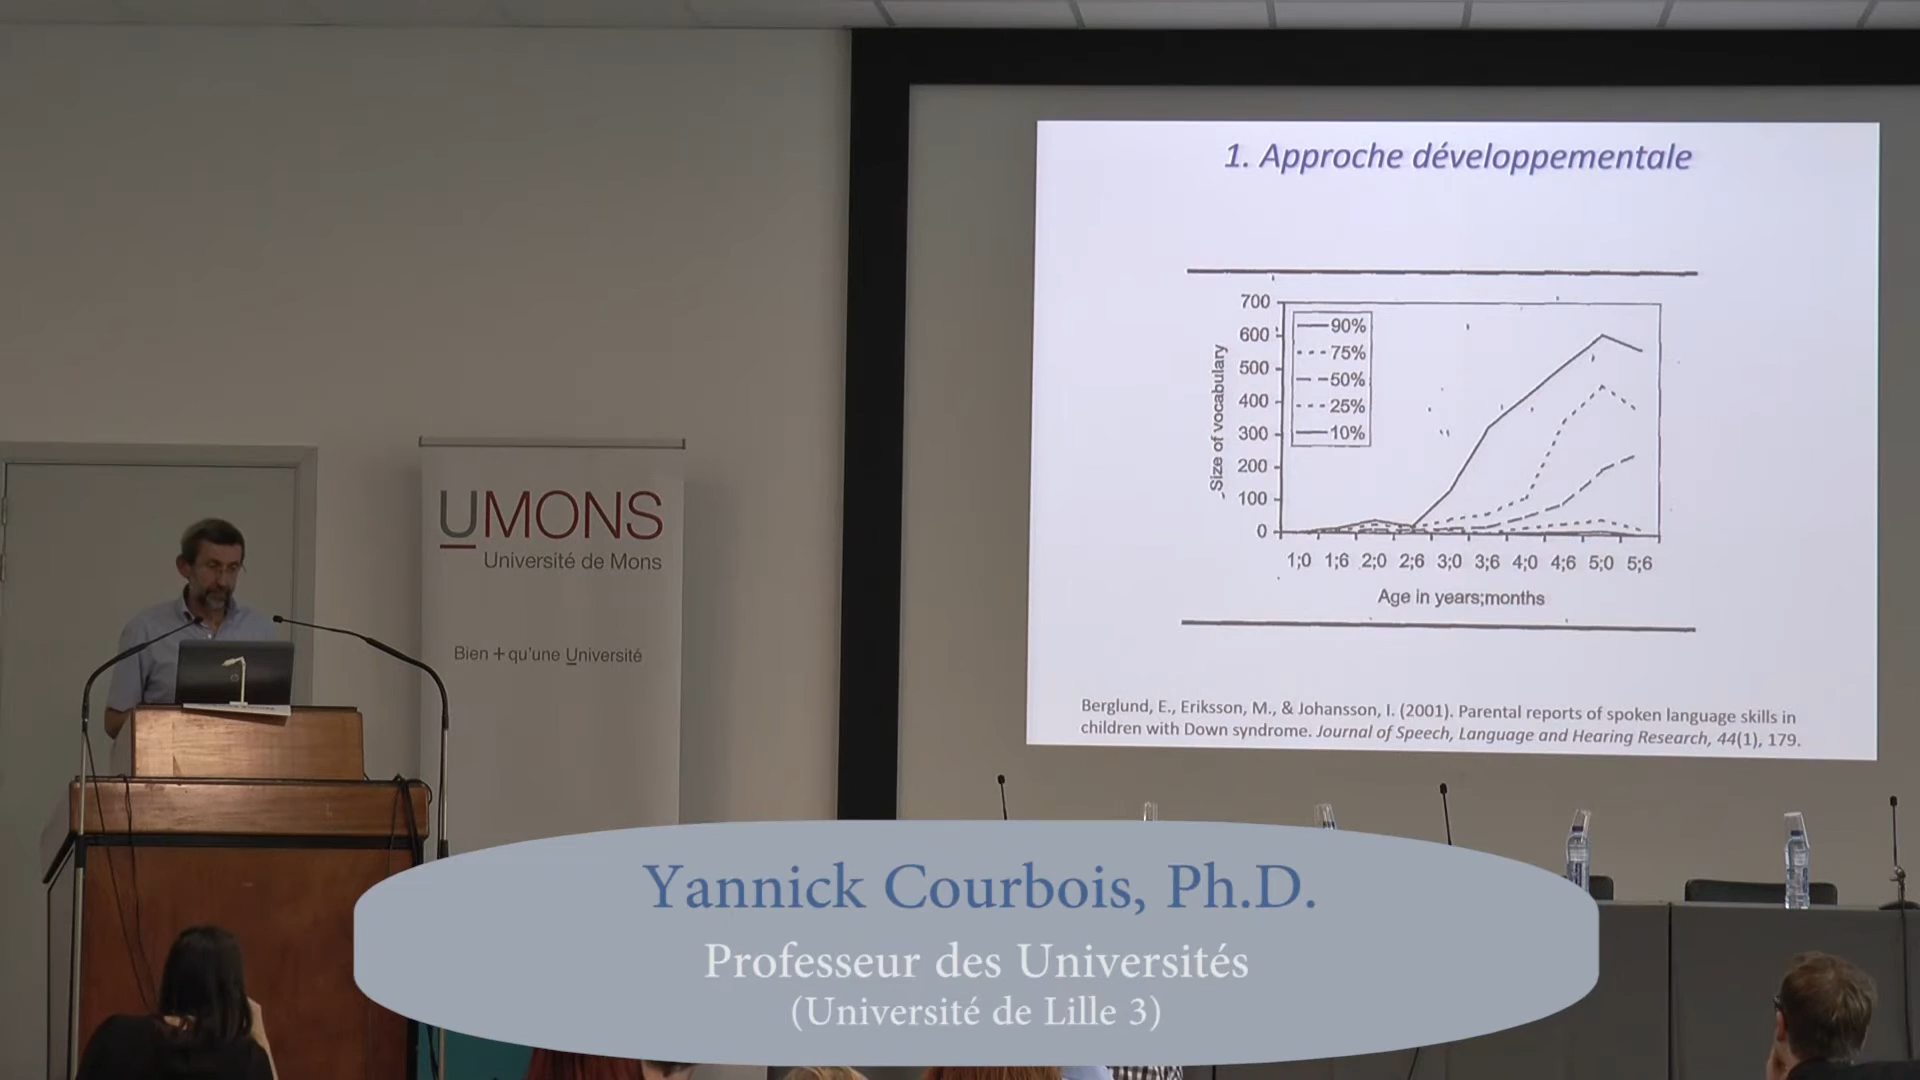 1. Approche développementale
700
600
500
400
300
200
100
0
Size of vocabulary
90%
75%
50%
25%
10%
1;0 1;6 2;0 2;6 3;0 3;6 4;0 4;6 5;0 5;6
Age in years;months
Berglund, E., Eriksson, M., & Johansson, I. (2001). Parental reports of spoken language skills in
children with Down syndrome. Journal of Speech, Language and Hearing Research, 44(1), 179.
UMONS
Université de Mons
Bien + qu'une Université
Yannick Courbois, Ph.D.
Professeur des Universités
(Université de Lille 3)